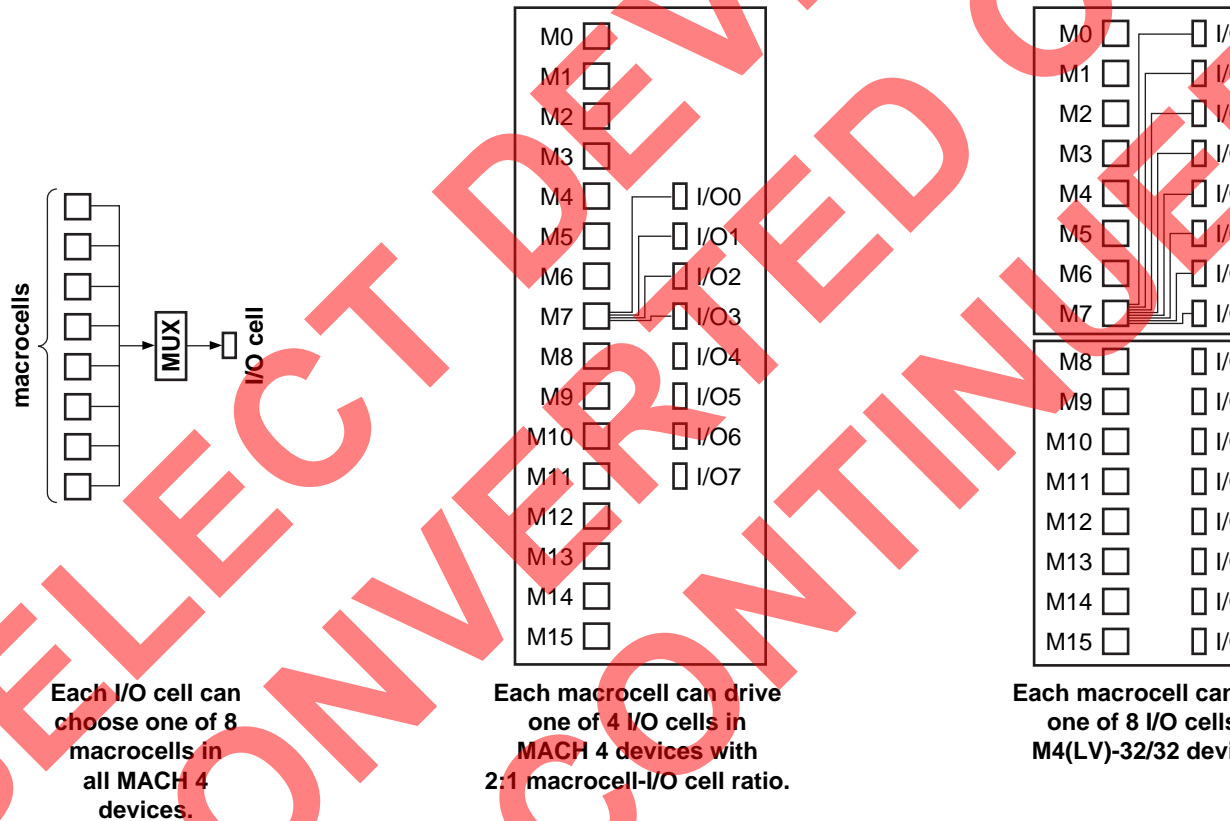 macrocells
MUX
I/O cell
Each I/O cell can
choose one of 8
macrocells in
all MACH 4
devices.
M0
M1
M2
M3
M4
M5
M6
M7
M8
M9
M10
M11
M12
M13
M14
M15
I/O0
I/O1
I/O2
I/O3
I/O4
I/O5
I/O6
I/O7
Each macrocell can drive
one of 4 I/O cells in
MACH 4 devices with
2:1 macrocell-I/O cell ratio.
M0
M1
M2
M3
M4
M5
M6
M7
M8
M9
M10
M11
M12
M13
M14
M15
Each macrocell can
one of 8 I/O cells
M4(LV)-32/32
SELECT
CONVERTED
CONTINUED